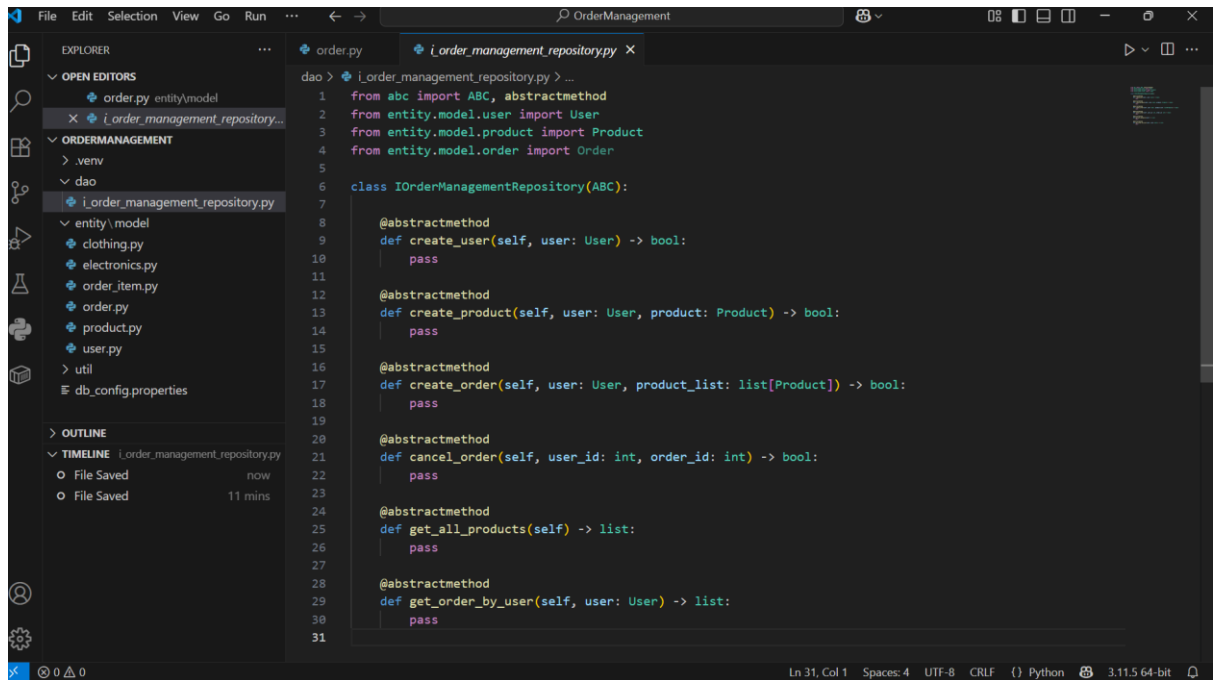 File Edit Selection View Go Run ··· ← → OrderManagement
EXPLORER ···
OPEN EDITORS
order.py entity\model
i_order_management_repository...
ORDERMANAGEMENT
.venv
dao
i_order_management_repository.py
entity\model
clothing.py
electronics.py
order_item.py
order.py
product.py
user.py
util
db_config.properties
OUTLINE
TIMELINE i_order_management_repository.py
File Saved now
File Saved 11 mins
order.py i_order_management_repository.py
dao > i_order_management_repository.py > ...
1 from abc import ABC, abstractmethod
2 from entity.model.user import User
3 from entity.model.product import Product
4 from entity.model.order import Order
5
6 class IOrderManagementRepository(ABC):
7
8 @abstractmethod
9 def create_user(self, user: User) -> bool:
10 pass
11
12 @abstractmethod
13 def create_product(self, user: User, product: Product) -> bool:
14 pass
15
16 @abstractmethod
17 def create_order(self, user: User, product_list: list[Product]) -> bool:
18 pass
19
20 @abstractmethod
21 def cancel_order(self, user_id: int, order_id: int) -> bool:
22 pass
23
24 @abstractmethod
25 def get_all_products(self) -> list:
26 pass
27
28 @abstractmethod
29 def get_order_by_user(self, user: User) -> list:
30 pass
31
0 0 Ln 31, Col 1 Spaces: 4 UTF-8 CRLF {} Python 3.11.5 64-bit